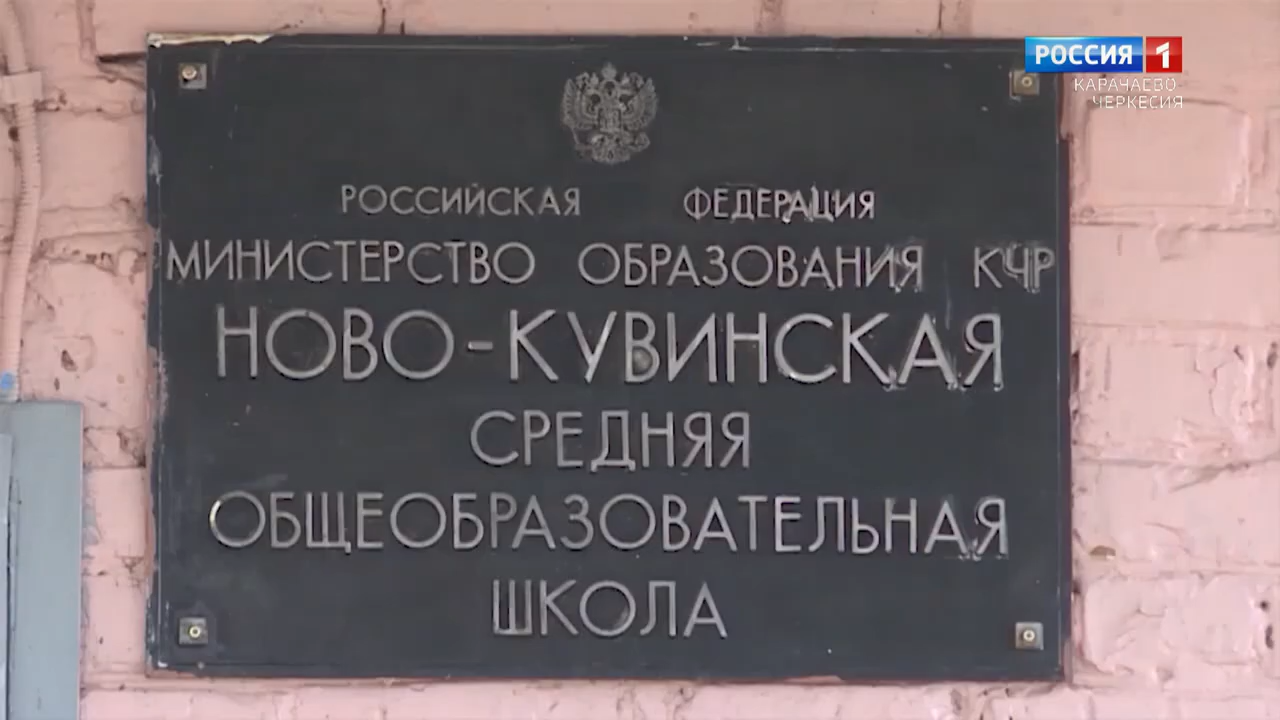 РОССИЯ 1
КАРАЧАЕВО
ЧЕРКЕСИЯ
РОССИЙСКАЯ ФЕДЕРАЦИЯ
МИНИСТЕРСТВО ОБРАЗОВАНИЯ КЧР
НОВО-КУВИНСКАЯ
СРЕДНЯЯ
ОБЩЕОБРАЗОВАТЕЛЬНАЯ
ШКОЛА